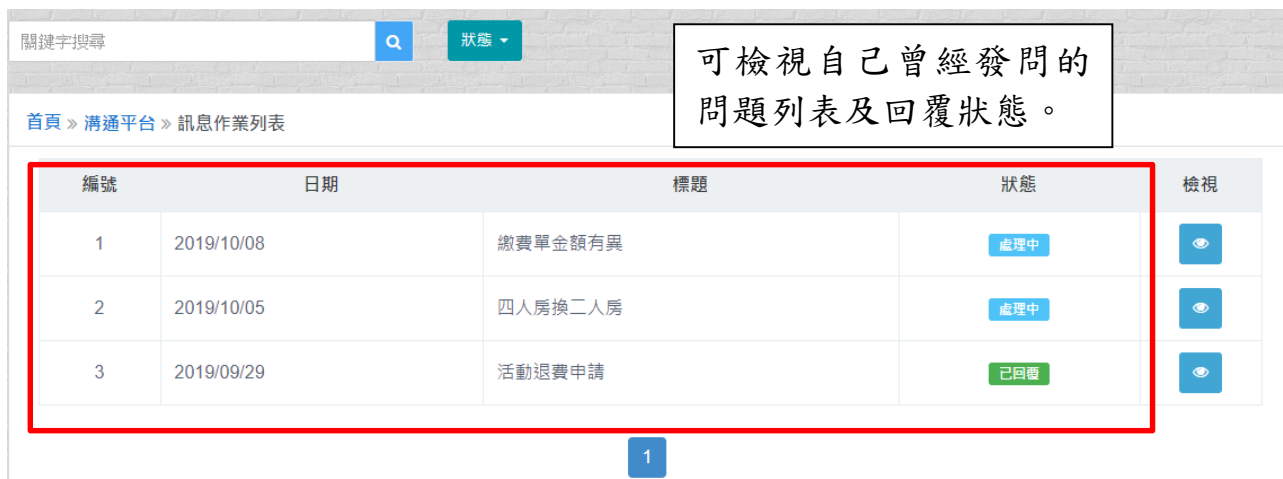 關鍵字搜尋 狀態
可檢視自己曾經發問的
問題列表及回覆狀態。
首頁 » 溝通平台 » 訊息作業列表
編號 日期 標題 狀態 檢視
1 2019/10/08 繳費單金額有異 處理中
2 2019/10/05 四人房換二人房 處理中
3 2019/09/29 活動退費申請 已回覆
1